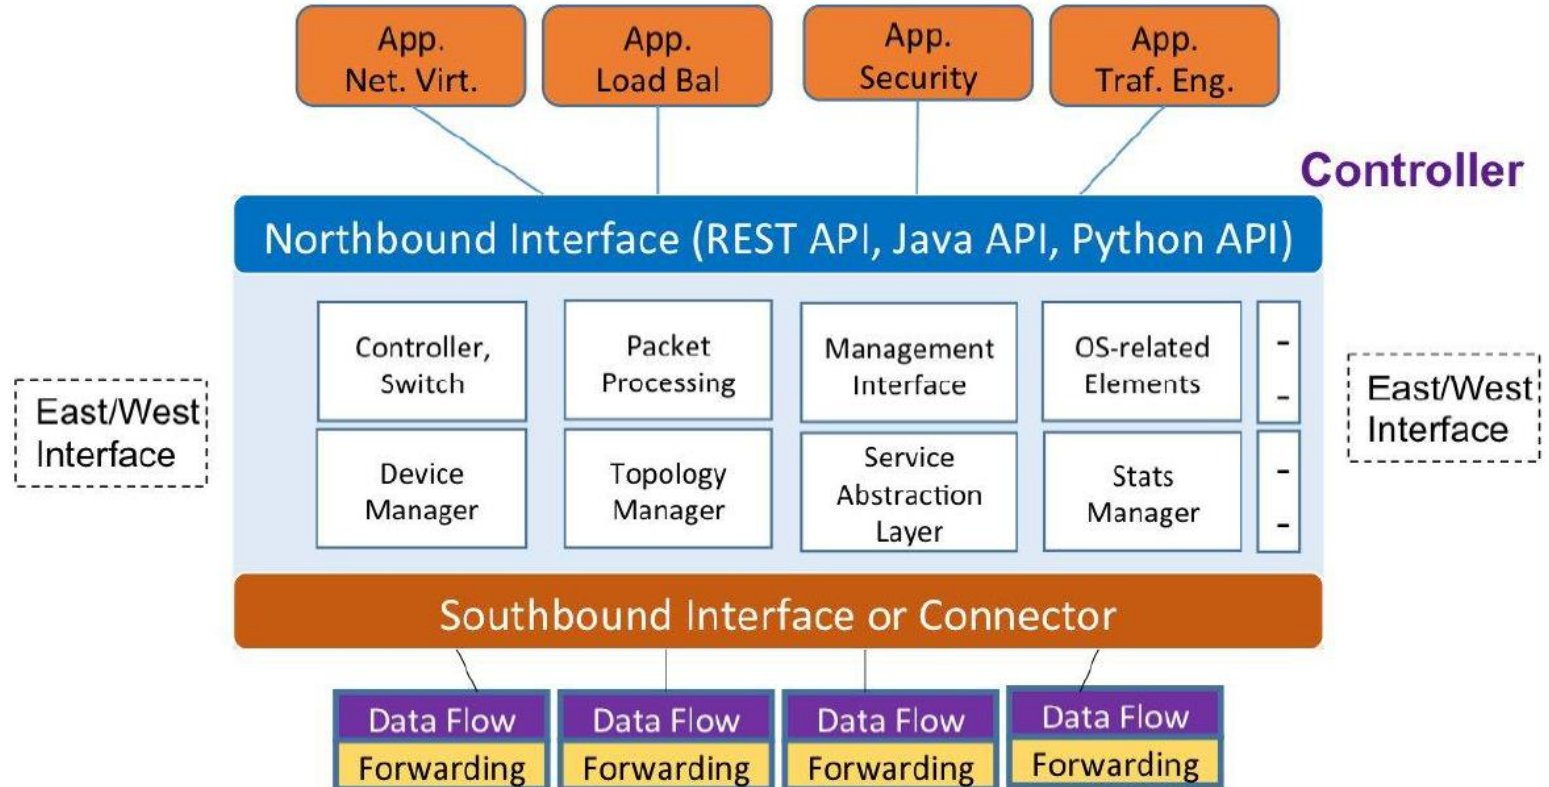 App.
Net. Virt.
App.
Load Bal
App.
Security
App.
Traf. Eng.
Controller
Northbound Interface (REST API, Java API, Python API)
Controller,
Switch
Packet
Processing
Management
Interface
OS-related
Elements
-
-
East/West
Interface
East/West
Interface
Device
Manager
Topology
Manager
Service
Abstraction
Layer
Stats
Manager
-
-
Southbound Interface or Connector
Data Flow
Forwarding
Data Flow
Forwarding
Data Flow
Forwarding
Data Flow
Forwarding